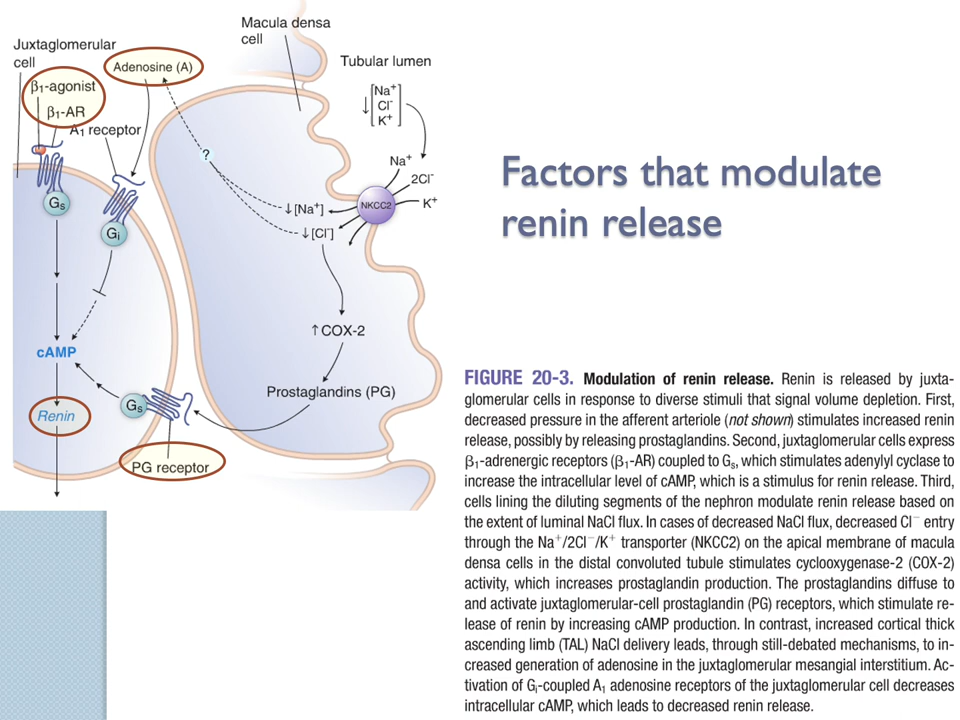 Macula densa
cell
Juxtaglomerular
cell
Adenosine (A)
Tubular lumen
β₁-agonist
β₁-AR
A₁ receptor
↓ [Na⁺
Cl⁻
K⁺]
?
Na⁺
2Cl⁻
K⁺
NKCC2
↓[Na⁺]
↓[Cl⁻]
Gₛ
Gᵢ
↑COX-2
cAMP
Prostaglandins (PG)
Gₛ
Renin
PG receptor
Factors that modulate
renin release
FIGURE 20-3. Modulation of renin release. Renin is released by juxta-
glomerular cells in response to diverse stimuli that signal volume depletion. First,
decreased pressure in the afferent arteriole (not shown) stimulates increased renin
release, possibly by releasing prostaglandins. Second, juxtaglomerular cells express
β₁-adrenergic receptors (β₁-AR) coupled to Gₛ, which stimulates adenylyl cyclase to
increase the intracellular level of cAMP, which is a stimulus for renin release. Third,
cells lining the diluting segments of the nephron modulate renin release based on
the extent of luminal NaCl flux. In cases of decreased NaCl flux, decreased Cl⁻ entry
through the Na⁺/2Cl⁻/K⁺ transporter (NKCC2) on the apical membrane of macula
densa cells in the distal convoluted tubule stimulates cyclooxygenase-2 (COX-2)
activity, which increases prostaglandin production. The prostaglandins diffuse to
and activate juxtaglomerular-cell prostaglandin (PG) receptors, which stimulate re-
lease of renin by increasing cAMP production. In contrast, increased cortical thick
ascending limb (TAL) NaCl delivery leads, through still-debated mechanisms, to in-
creased generation of adenosine in the juxtaglomerular mesangial interstitium. Ac-
tivation of Gᵢ-coupled A₁ adenosine receptors of the juxtaglomerular cell decreases
intracellular cAMP, which leads to decreased renin release.